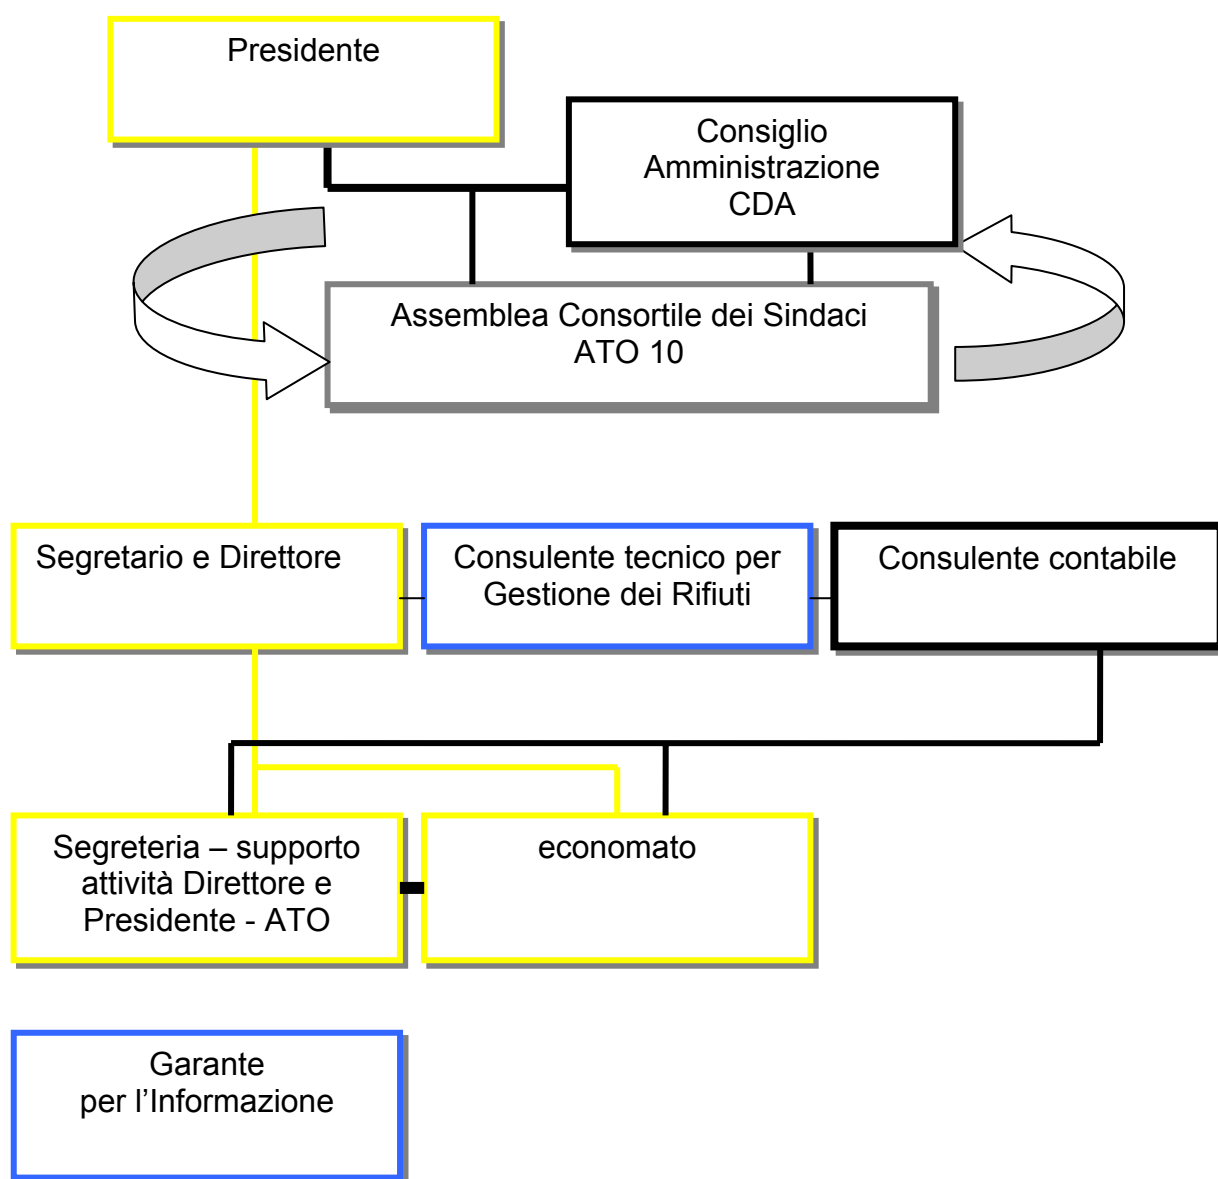 Presidente
Consiglio
Amministrazione
CDA
Assemblea Consortile dei Sindaci
ATO 10
Segretario e Direttore
Consulente tecnico per
Gestione dei Rifiuti
Consulente contabile
Segreteria – supporto
attività Direttore e
Presidente - ATO
economato
Garante
per l’Informazione